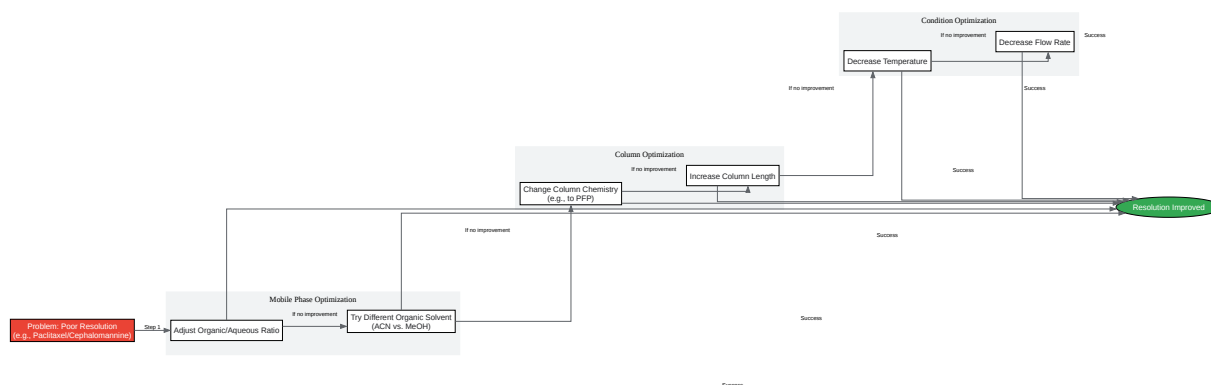 Condition Optimization
If no improvement
Success
Decrease Flow Rate
Decrease Temperature
If no improvement
Success
Column Optimization
If no improvement
Success
Increase Column Length
Change Column Chemistry
(e.g., to PFP)
Resolution Improved
If no improvement
Success
Mobile Phase Optimization
If no improvement
Try Different Organic Solvent
(ACN vs. MeOH)
Success
Problem: Poor Resolution
(e.g., Paclitaxel/Cephalomannine)
Step 1
Adjust Organic/Aqueous Ratio
Success